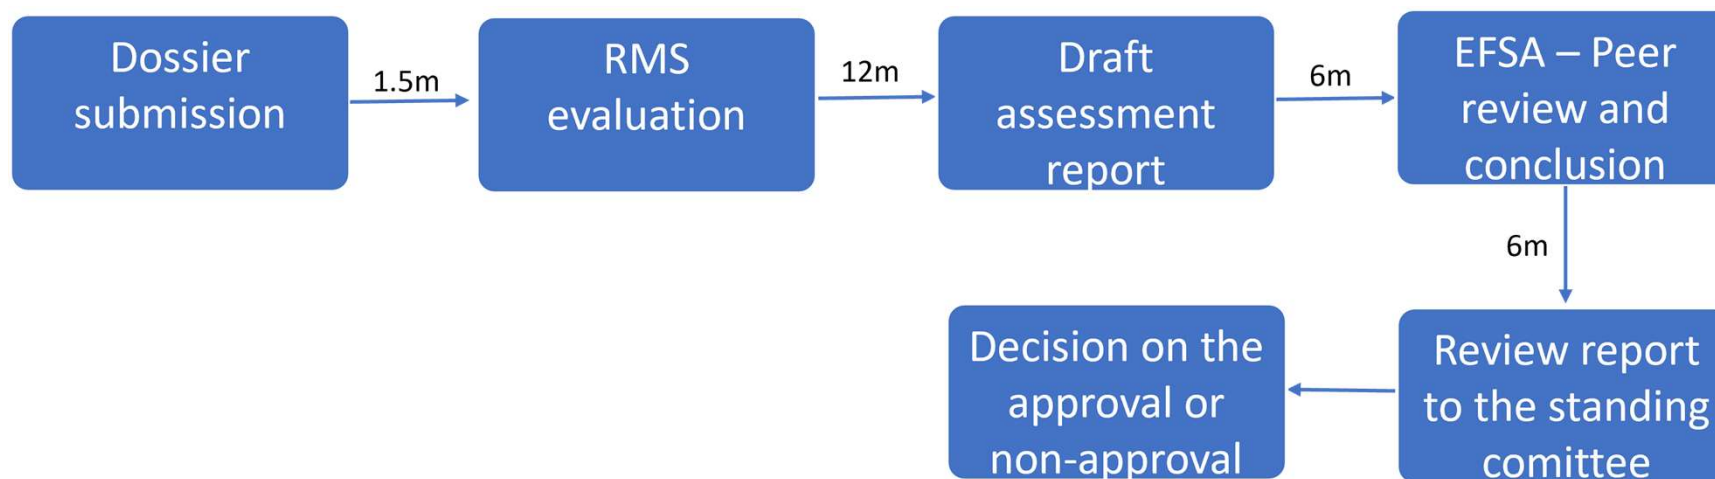 Dossier
submission
1.5m
RMS
evaluation
12m
Draft
assessment
report
6m
EFSA – Peer
review and
conclusion
6m
Review report
to the standing
comittee
Decision on the
approval or
non-approval